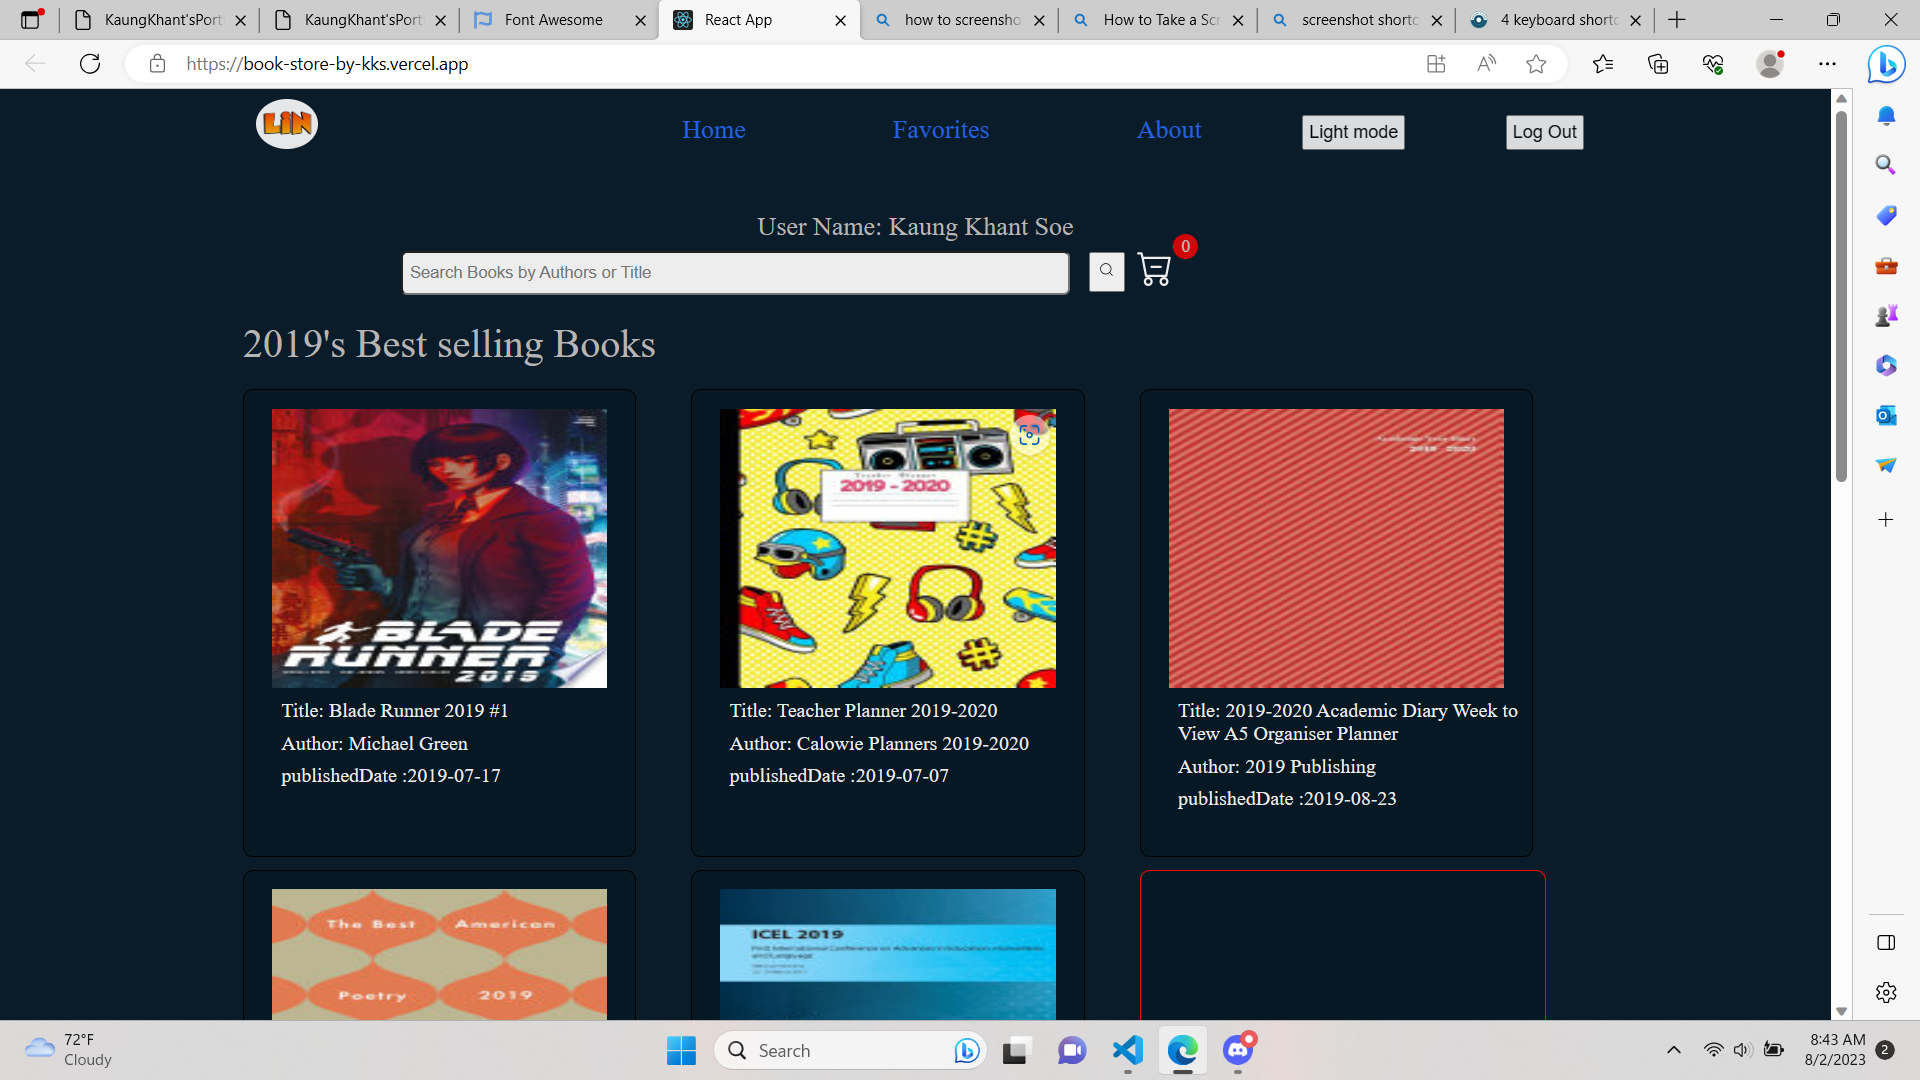 KaungKhant'sPort
KaungKhant'sPort
Font Awesome
React App
how to screensho
How to Take a Scr
screenshot shortc
4 keyboard shortc
https://book-store-by-kks.vercel.app
LiN
Home
Favorites
About
Light mode
Log Out
User Name: Kaung Khant Soe
Search Books by Authors or Title
0
2019's Best selling Books
BLADE
RUNNER
2019
2019 - 2020
Academic Year Diary
2019 2020
Title: Blade Runner 2019 #1
Author: Michael Green
publishedDate :2019-07-17
Title: Teacher Planner 2019-2020
Author: Calowie Planners 2019-2020
publishedDate :2019-07-07
Title: 2019-2020 Academic Diary Week to
View A5 Organiser Planner
Author: 2019 Publishing
publishedDate :2019-08-23
The Best American
Poetry 2019
ICEL 2019
72°F
Cloudy
Search
8:43 AM
8/2/2023
2